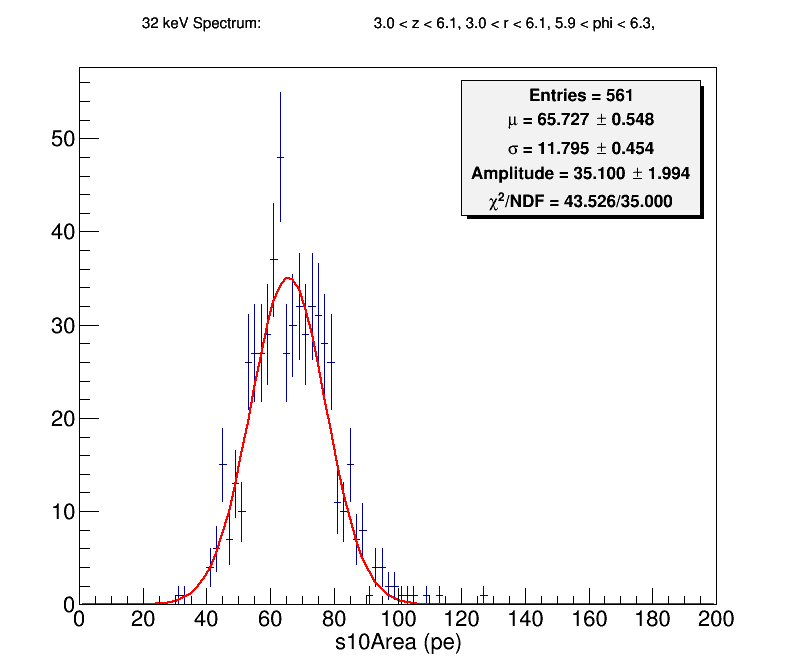 32 keV Spectrum: 3.0 < z < 6.1, 3.0 < r < 6.1, 5.9 < phi < 6.3,
Entries = 561
μ = 65.727 ± 0.548
σ = 11.795 ± 0.454
Amplitude = 35.100 ± 1.994
χ²/NDF = 43.526/35.000
50
40
30
20
10
0
0 20 40 60 80 100 120 140 160 180 200
s10Area (pe)